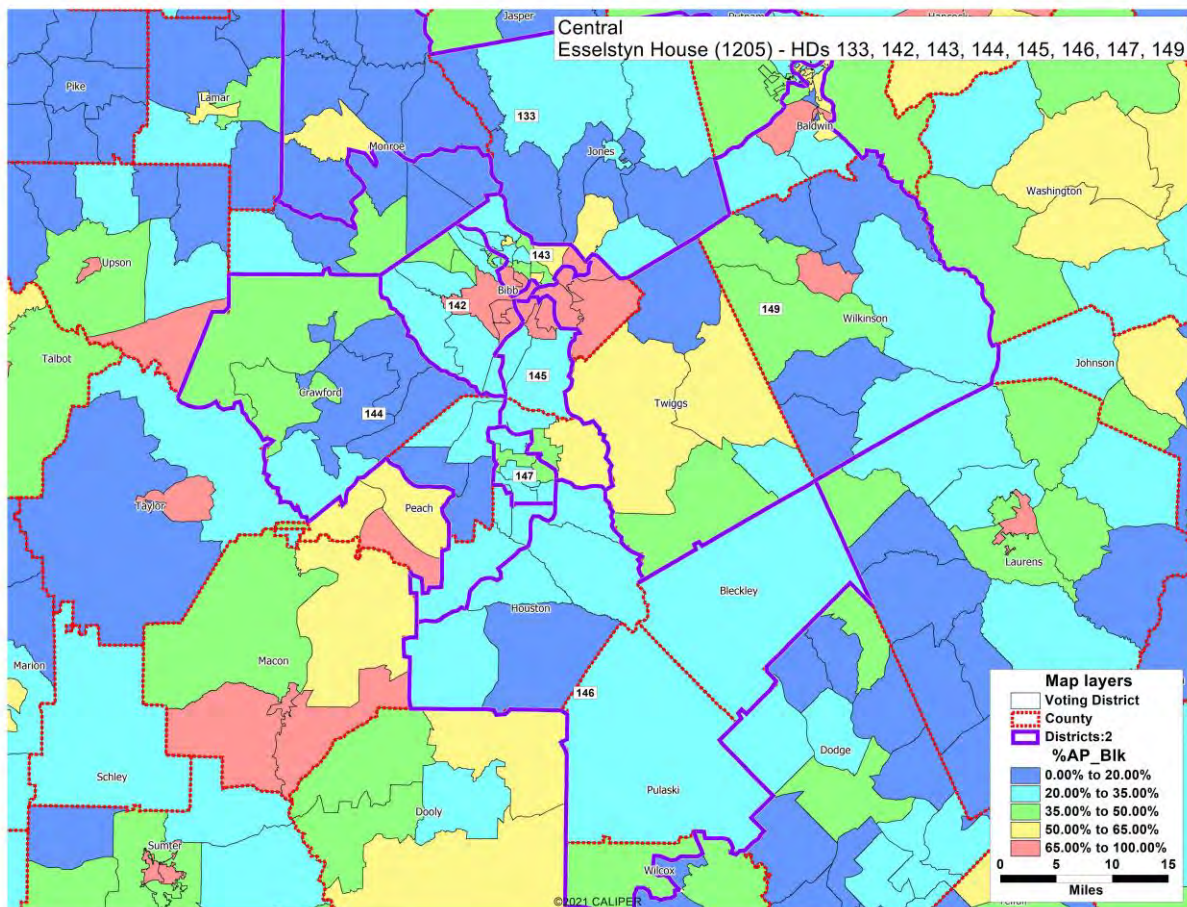 Jasper
Putnam
Hancock
Central
Esselstyn House (1205) - HDs 133, 142, 143, 144, 145, 146, 147, 149
Pike
Lamar
133
Baldwin
Monroe
Jones
Washington
Upson
143
Bibb
142
149
Wilkinson
Talbot
Johnson
145
Crawford
144
Twiggs
147
Taylor
Peach
Laurens
Bleckley
Houston
Marion
Macon
146
Dodge
Schley
Pulaski
Dooly
Sumter
Wilcox
Map layers
Voting District
County
Districts:2
%AP_Blk
0.00% to 20.00%
20.00% to 35.00%
35.00% to 50.00%
50.00% to 65.00%
65.00% to 100.00%
0 5 10 15
Miles
©2021 CALIPER